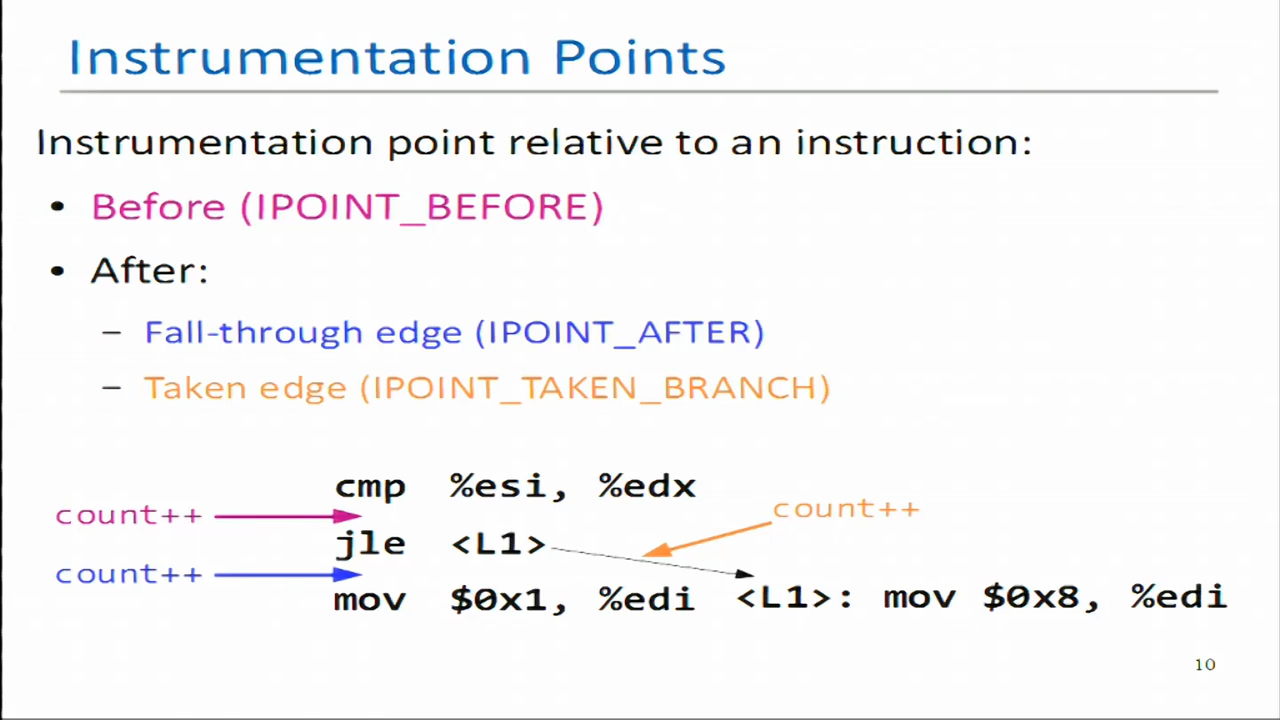 Instrumentation Points
Instrumentation point relative to an instruction:
• Before (IPOINT_BEFORE)
• After:
– Fall-through edge (IPOINT_AFTER)
– Taken edge (IPOINT_TAKEN_BRANCH)
cmp %esi, %edx
count++
count++
jle <L1>
count++
mov $0x1, %edi
<L1>: mov $0x8, %edi
10